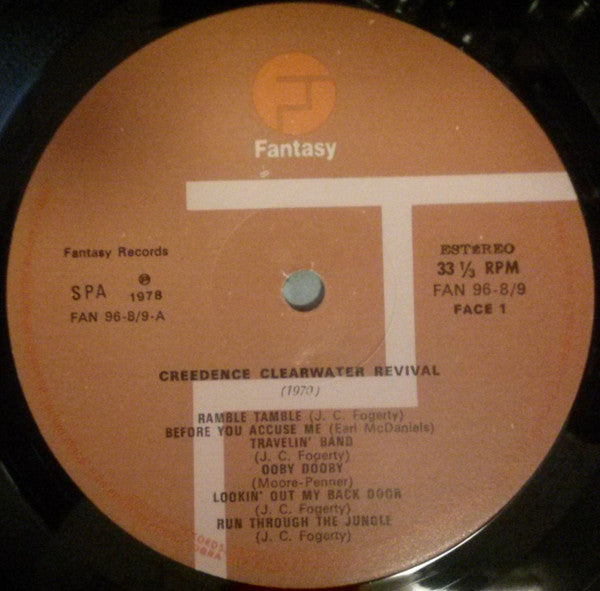 Fantasy
Fantasy Records
SPA
℗
1978
FAN 96-8/9-A
ESTéREO
33 ⅓ RPM
FAN 96-8/9
FACE 1
CREEDENCE CLEARWATER REVIVAL
(1970)
RAMBLE TAMBLE (J. C. Fogerty)
BEFORE YOU ACCUSE ME (Earl McDaniels)
TRAVELIN' BAND
(J. C. Fogerty)
OOBY DOOBY
(Moore-Penner)
LOOKIN' OUT MY BACK DOOR
(J. C. Fogerty)
RUN THROUGH THE JUNGLE
(J. C. Fogerty)